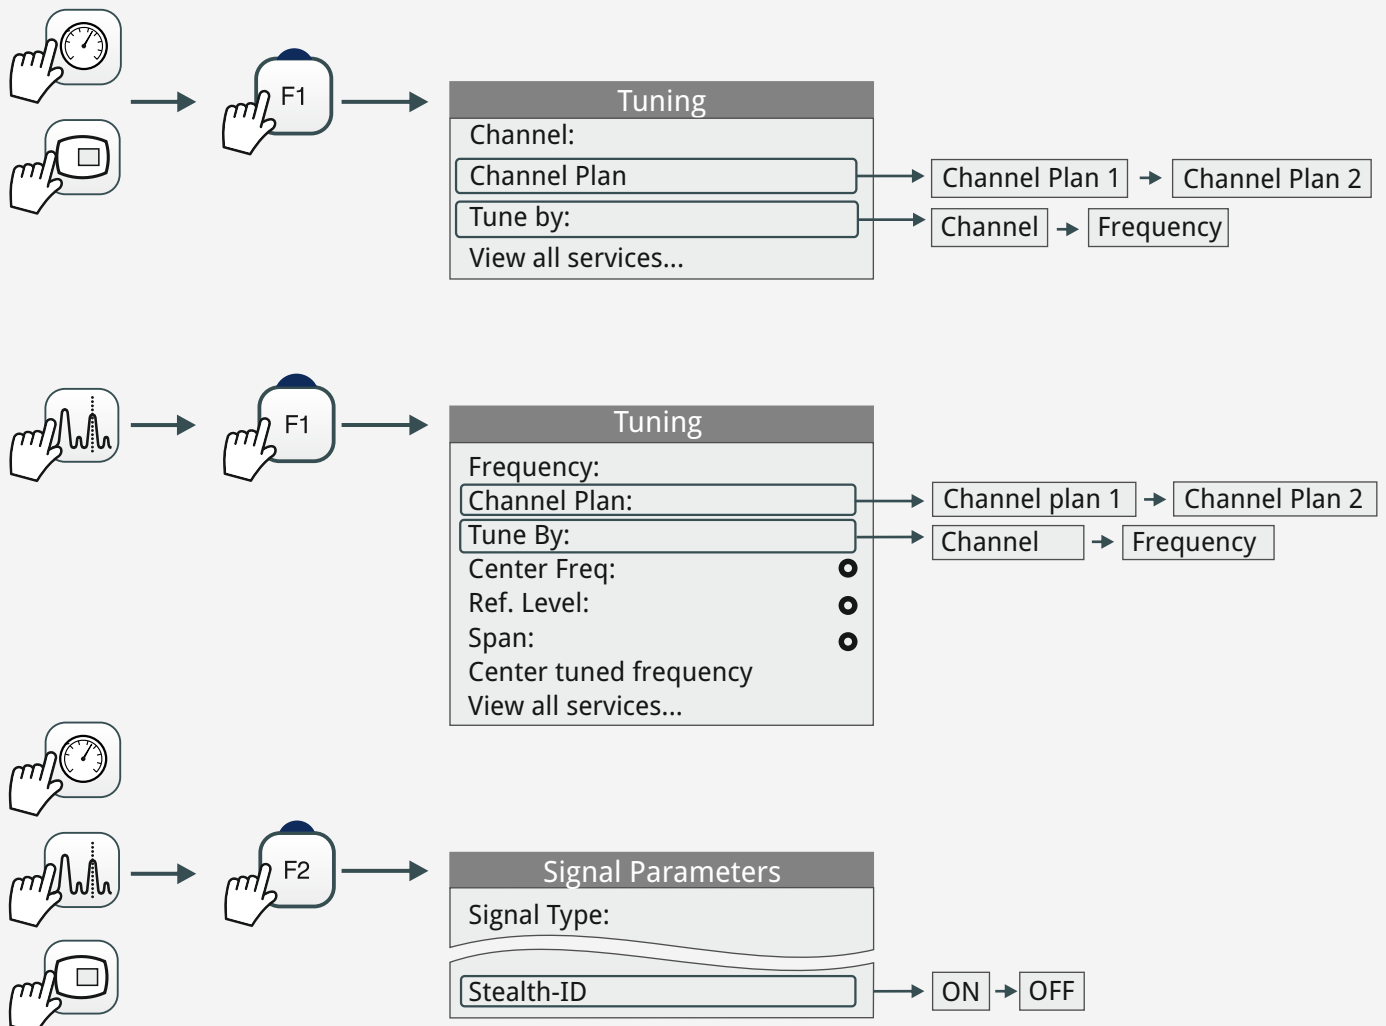 F1
Tuning
Channel:
Channel Plan
Channel Plan 1
Channel Plan 2
Tune by:
Channel
Frequency
View all services...
F1
Tuning
Frequency:
Channel Plan:
Channel plan 1
Channel Plan 2
Tune By:
Channel
Frequency
Center Freq:
Ref. Level:
Span:
Center tuned frequency
View all services...
F2
Signal Parameters
Signal Type:
Stealth-ID
ON
OFF